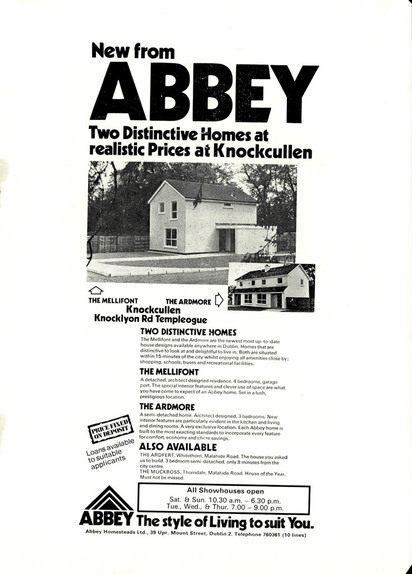 New from
ABBEY
Two Distinctive Homes at
realistic Prices at Knockcullen
THE MELLIFONT
THE ARDMORE
Knockcullen
Knocklyon Rd Templeogue
TWO DISTINCTIVE HOMES
The Mellifont and the Ardmore are the newest most up-to-date
house designs available anywhere in Dublin. Homes that are
distinctive to look at and delightful to live in. Both are situated
within 15 minutes of the city whilst enjoying all amenities close by;
shopping, schools, buses and recreational facilities.
THE MELLIFONT
A detached, architect designed residence. 4 bedrooms, garage
port. The special interior features and clever use of space are what
you have come to expect of an Abbey home. Set in a lush,
prestigious location.
THE ARDMORE
A semi-detached home. Architect designed, 3 bedrooms. New
interior features are particularly evident in the kitchen and living
and dining rooms. A very exclusive location. Each Abbey home is
built to the most exacting standards to incorporate every feature
for comfort, economy and chore savings.
PRICE FIXED
ON DEPOSIT
Loans available
to suitable
applicants.
ALSO AVAILABLE
THE ARDFERT, Whitethorn, Malahide Road. The house you asked
us to build. 3 bedroom semi-detached, only 8 minutes from the
city centre.
THE MUCKROSS, Thorndale, Malahide Road. House of the Year.
Must not be missed.
All Showhouses open
Sat. & Sun. 10.30 a.m. – 6.30 p.m.
Tue., Wed., & Thur. 7.00 – 9.00 p.m.
ABBEY The style of Living to suit You.
Abbey Homesteads Ltd., 39 Upr. Mount Street, Dublin 2. Telephone 760361 (10 lines)